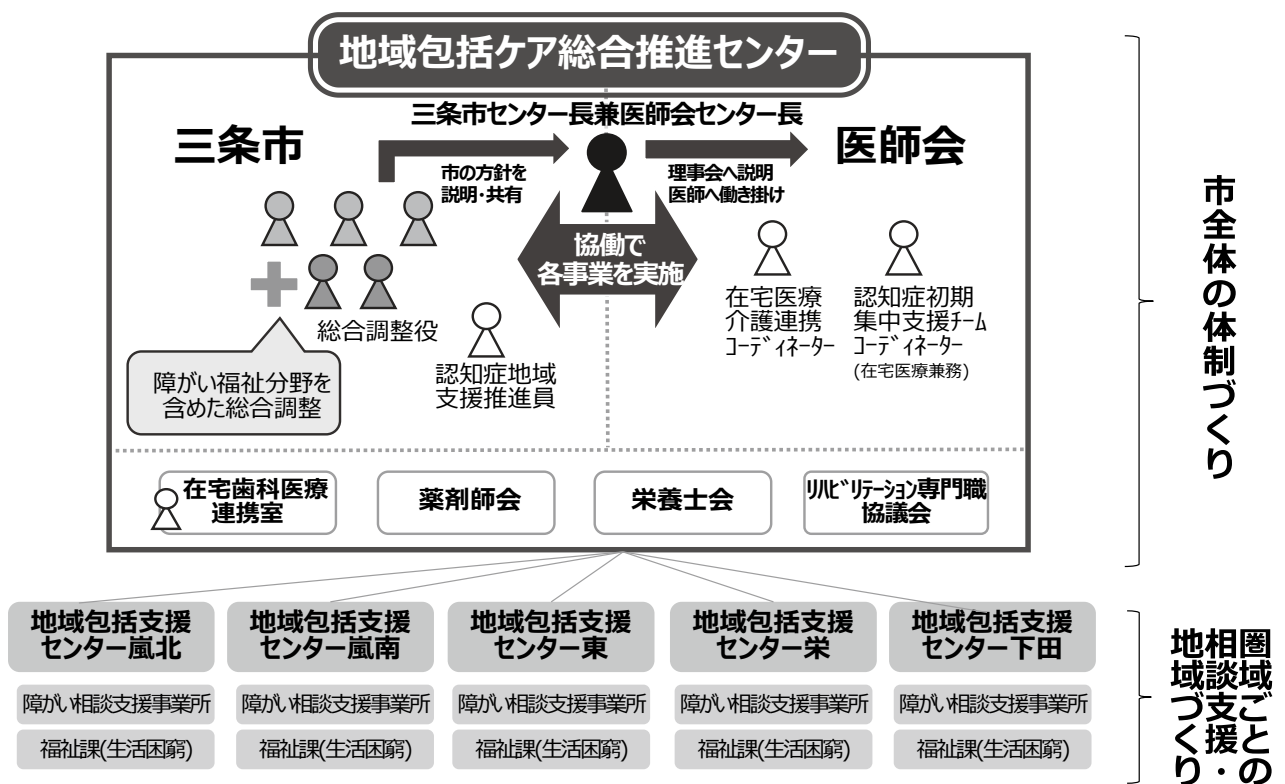 地域包括ケア総合推進センター
三条市センター長兼医師会センター長
三条市
医師会
市の方針を
説明・共有
理事会へ説明
医師へ働き掛け
協働で
各事業を実施
総合調整役
障がい福祉分野を
含めた総合調整
認知症地域
支援推進員
在宅医療
介護連携
ｺｰﾃﾞｨﾈｰﾀｰ
認知症初期
集中支援ﾁｰﾑ
ｺｰﾃﾞｨﾈｰﾀｰ
(在宅医療兼務)
在宅歯科医療
連携室
薬剤師会
栄養士会
ﾘﾊﾋﾞﾘﾃｰｼｮﾝ専門職
協議会
市全体の体制づくり
地域包括支援
センター嵐北
地域包括支援
センター嵐南
地域包括支援
センター東
地域包括支援
センター栄
地域包括支援
センター下田
障がい相談支援事業所
障がい相談支援事業所
障がい相談支援事業所
障がい相談支援事業所
障がい相談支援事業所
福祉課(生活困窮)
福祉課(生活困窮)
福祉課(生活困窮)
福祉課(生活困窮)
福祉課(生活困窮)
圏域ごとの
相談支援・
地域づくり